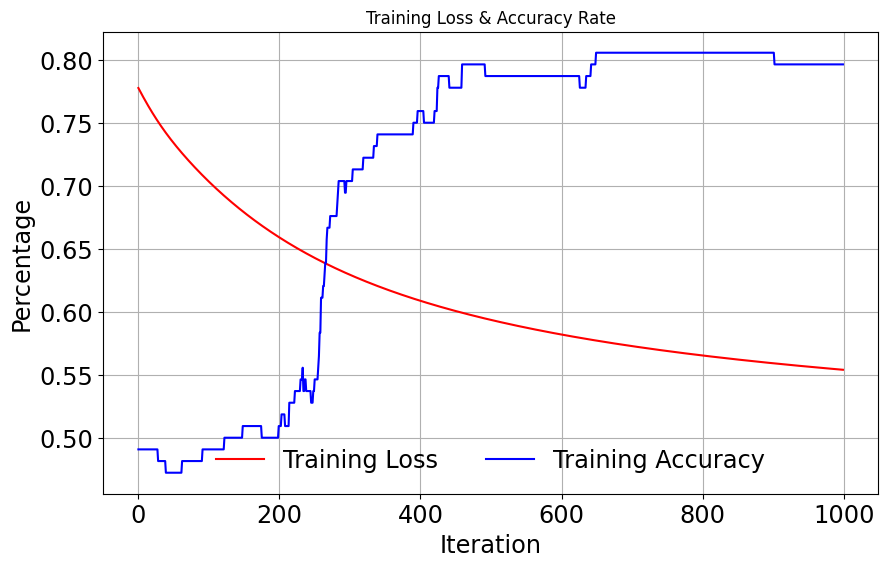 Training Loss & Accuracy Rate
Percentage
0.80
0.75
0.70
0.65
0.60
0.55
0.50
Training Loss
Training Accuracy
0
200
400
600
800
1000
Iteration